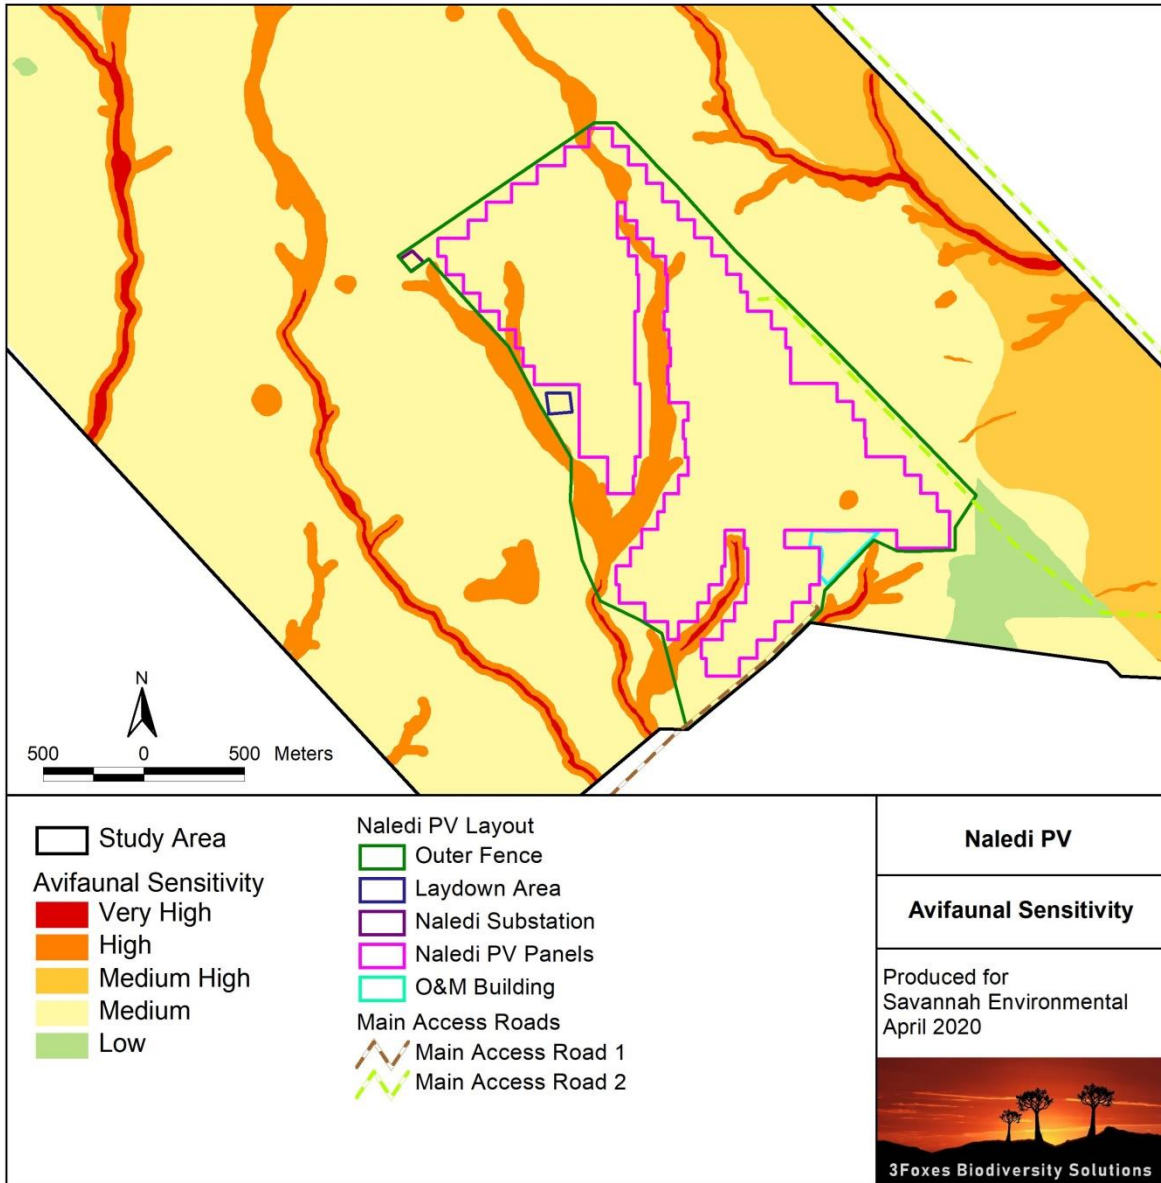 N
500 0 500 Meters
Study Area
Avifaunal Sensitivity
Very High
High
Medium High
Medium
Low
Naledi PV Layout
Outer Fence
Laydown Area
Naledi Substation
Naledi PV Panels
O&M Building
Main Access Roads
Main Access Road 1
Main Access Road 2
Naledi PV
Avifaunal Sensitivity
Produced for
Savannah Environmental
April 2020
3Foxes Biodiversity Solutions